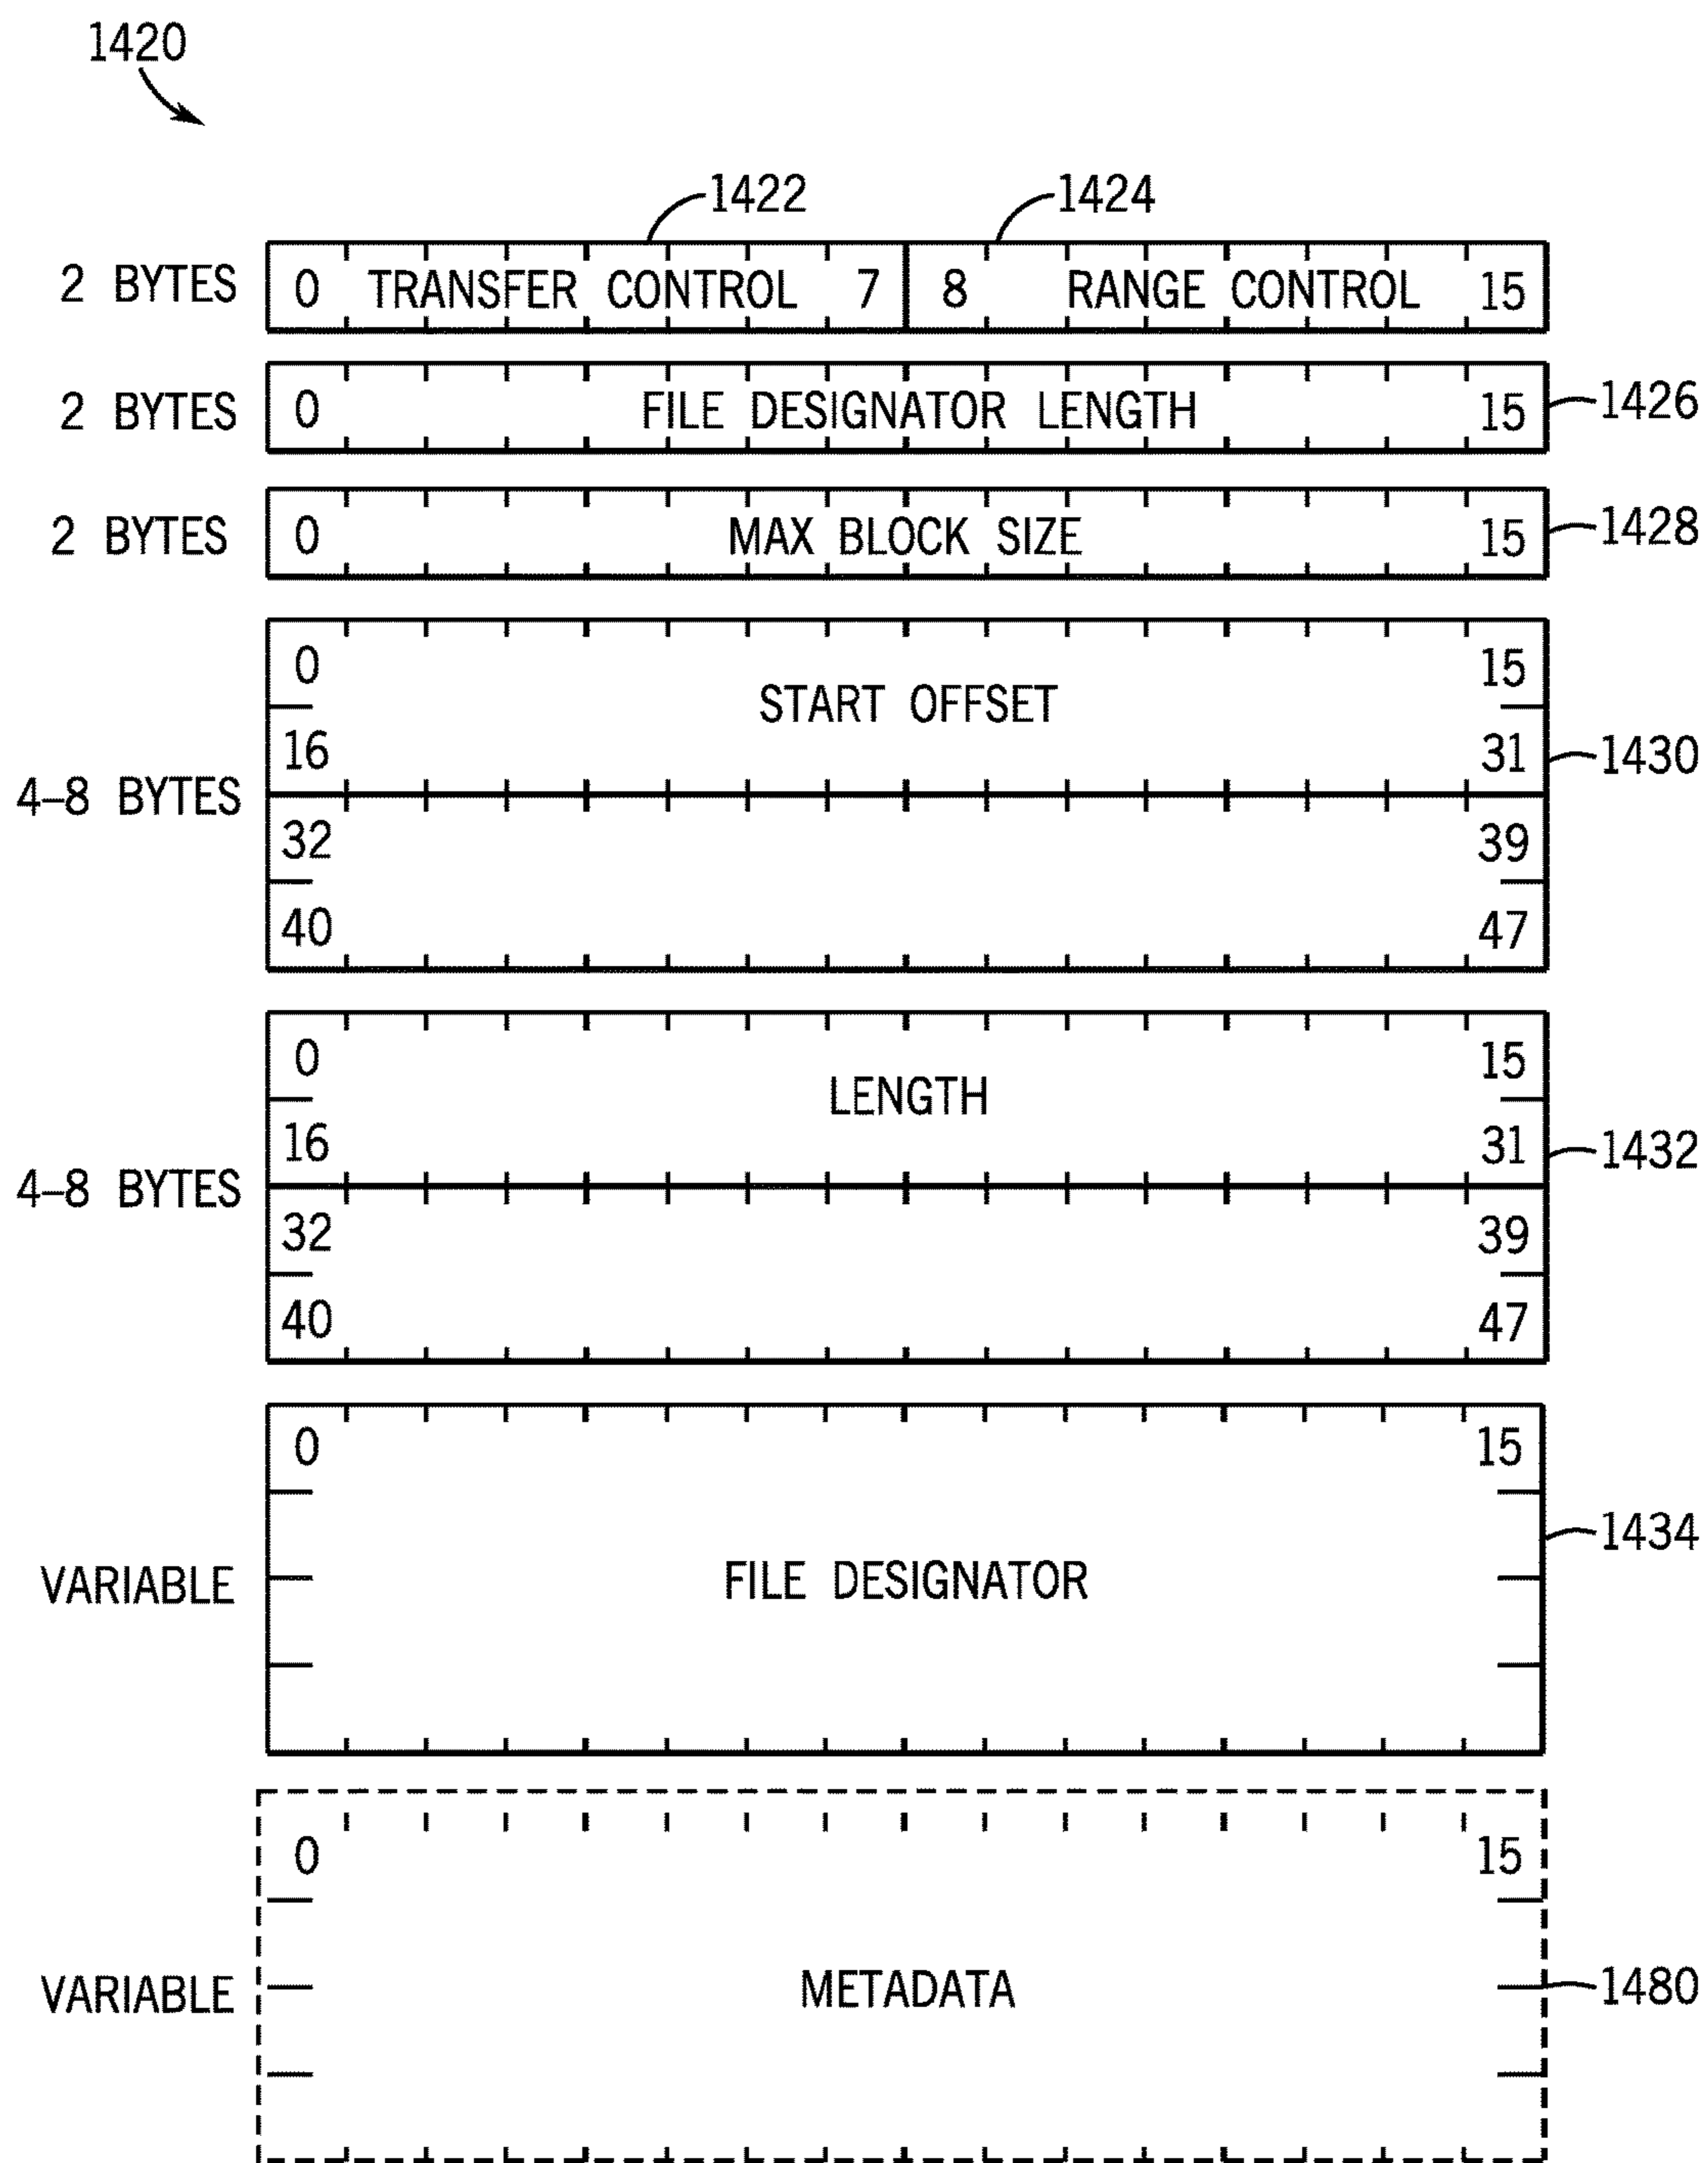 1420
1422 1424
2 BYTES 0 TRANSFER CONTROL 7 8 RANGE CONTROL 15
2 BYTES 0 FILE DESIGNATOR LENGTH 15 1426
2 BYTES 0 MAX BLOCK SIZE 15 1428
0 15
START OFFSET
16 31 1430
4–8 BYTES
32 39
40 47
0 15
LENGTH
16 31 1432
4–8 BYTES
32 39
40 47
0 15
1434
VARIABLE FILE DESIGNATOR
0 15
VARIABLE METADATA 1480